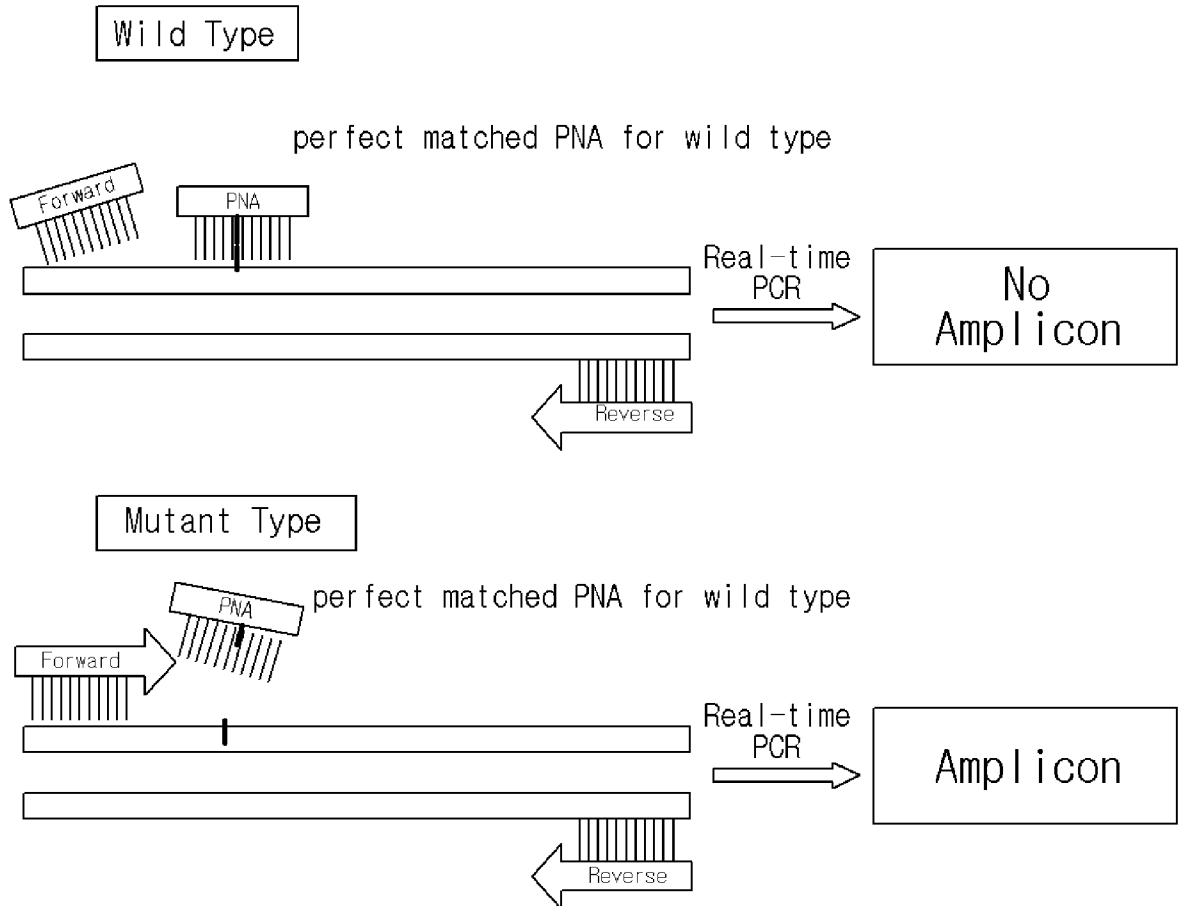 Wild Type
perfect matched PNA for wild type
Forward
PNA
Real-time
PCR
No
Amplicon
Reverse
Mutant Type
perfect matched PNA for wild type
PNA
Forward
Real-time
PCR
Amplicon
Reverse